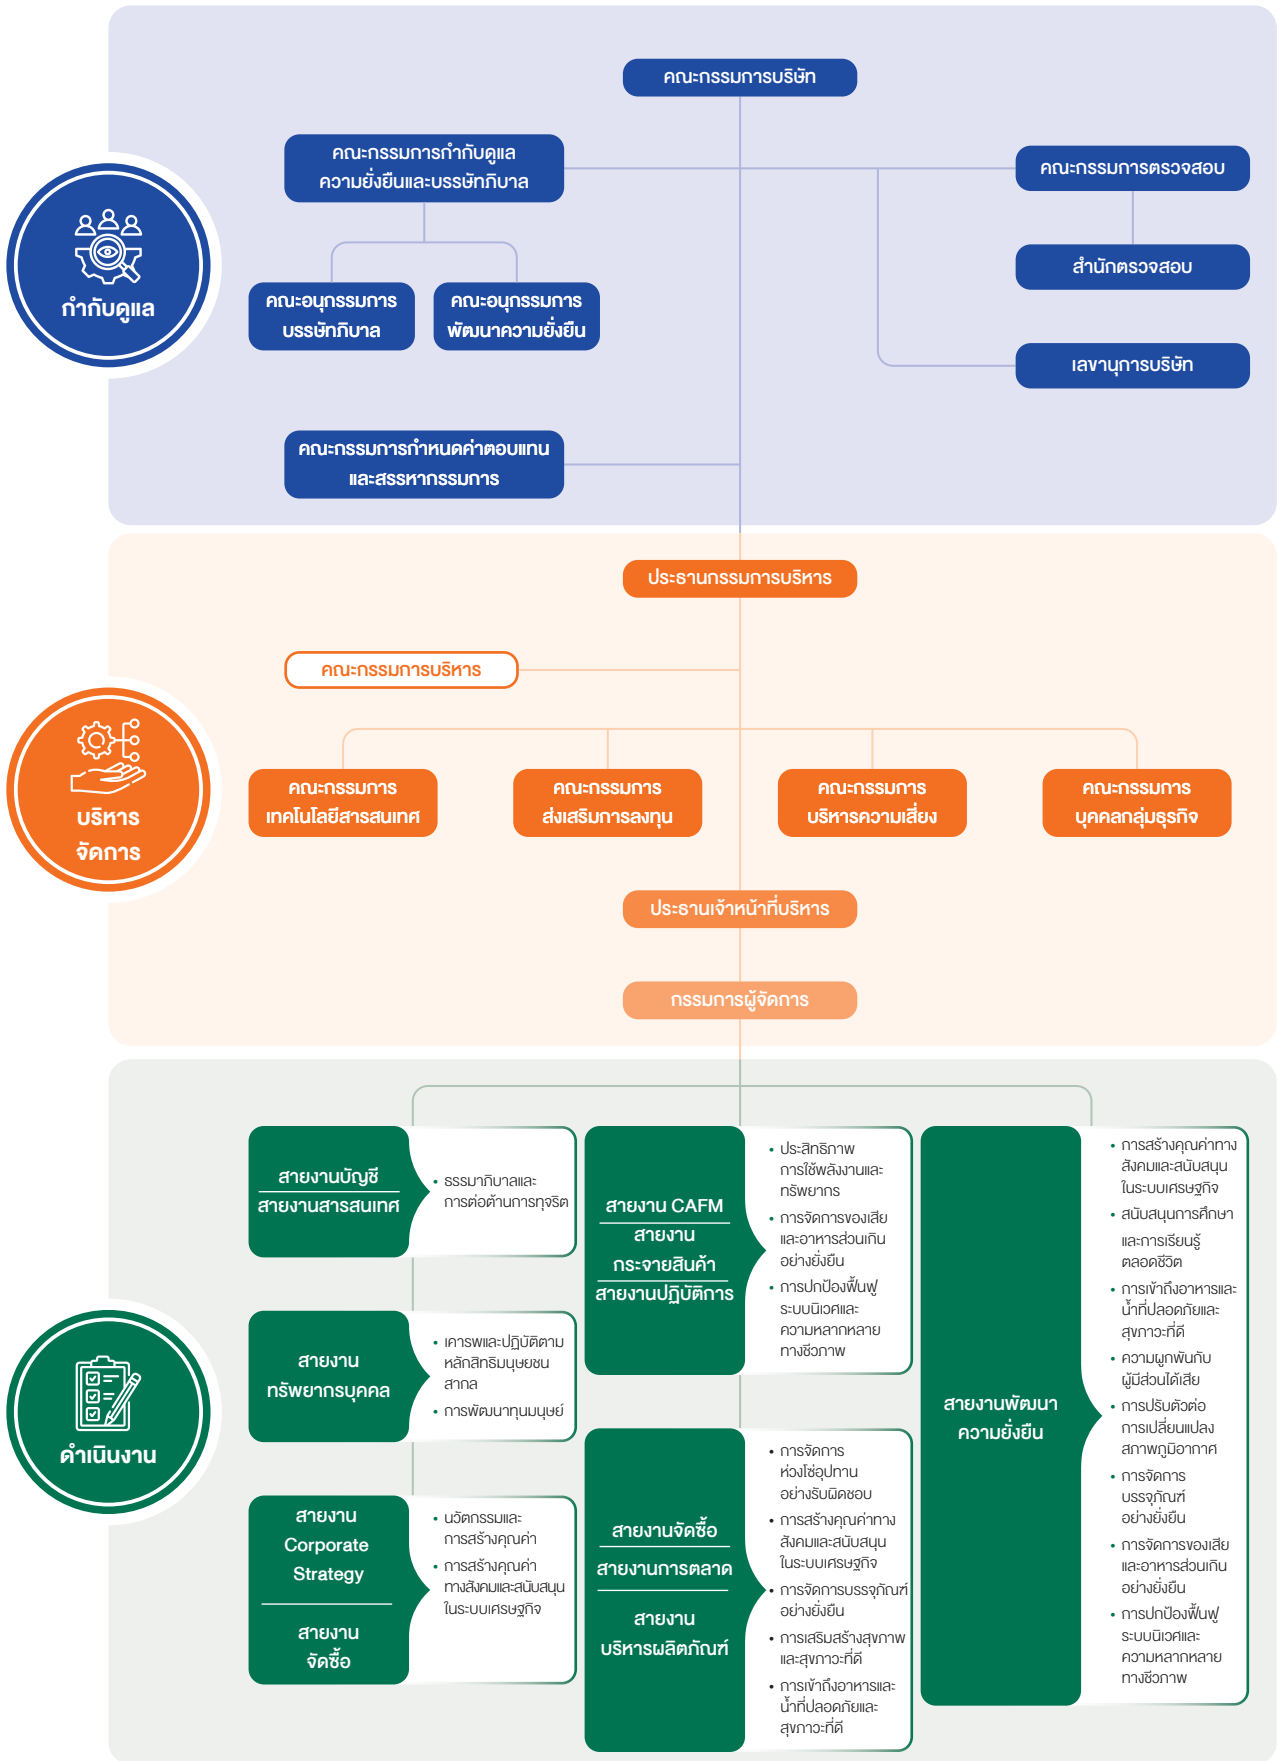 คณะกรรมการบริษัท
คณะกรรมการกำกับดูแล
ความยั่งยืนและบรรษัทภิบาล
คณะกรรมการตรวจสอบ
สำนักตรวจสอบ
กำกับดูแล
คณะอนุกรรมการ
บรรษัทภิบาล
คณะอนุกรรมการ
พัฒนาความยั่งยืน
เลขานุการบริษัท
คณะกรรมการกำหนดค่าตอบแทน
และสรรหากรรมการ
ประธานกรรมการบริหาร
คณะกรรมการบริหาร
บริหาร
จัดการ
คณะกรรมการ
เทคโนโลยีสารสนเทศ
คณะกรรมการ
ส่งเสริมการลงทุน
คณะกรรมการ
บริหารความเสี่ยง
คณะกรรมการ
บุคคลกลุ่มธุรกิจ
ประธานเจ้าหน้าที่บริหาร
กรรมการผู้จัดการ
ดำเนินงาน
สายงานบัญชี
สายงานสารสนเทศ
• ธรรมาภิบาลและ
การต่อต้านการทุจริต
สายงาน
ทรัพยากรบุคคล
• เคารพและปฏิบัติตาม
หลักสิทธิมนุษยชน
สากล
• การพัฒนาทุนมนุษย์
สายงาน
Corporate
Strategy
สายงาน
จัดซื้อ
• นวัตกรรมและ
การสร้างคุณค่า
• การสร้างคุณค่า
ทางสังคมและสนับสนุน
ในระบบเศรษฐกิจ
สายงาน CAFM
สายงาน
กระจายสินค้า
สายงานปฏิบัติการ
• ประสิทธิภาพ
การใช้พลังงานและ
ทรัพยากร
• การจัดการของเสีย
และอาหารส่วนเกิน
อย่างยั่งยืน
• การปกป้องฟื้นฟู
ระบบนิเวศและ
ความหลากหลาย
ทางชีวภาพ
สายงานจัดซื้อ
สายงานการตลาด
สายงาน
บริหารผลิตภัณฑ์
• การจัดการ
ห่วงโซ่อุปทาน
อย่างรับผิดชอบ
• การสร้างคุณค่าทาง
สังคมและสนับสนุน
ในระบบเศรษฐกิจ
• การจัดการบรรจุภัณฑ์
อย่างยั่งยืน
• การเสริมสร้างสุขภาพ
และสุขภาวะที่ดี
• การเข้าถึงอาหารและ
น้ำที่ปลอดภัยและ
สุขภาวะที่ดี
สายงานพัฒนา
ความยั่งยืน
• การสร้างคุณค่าทาง
สังคมและสนับสนุน
ในระบบเศรษฐกิจ
• สนับสนุนการศึกษา
และการเรียนรู้
ตลอดชีวิต
• การเข้าถึงอาหารและ
น้ำที่ปลอดภัยและ
สุขภาวะที่ดี
• ความผูกพันกับ
ผู้มีส่วนได้เสีย
• การปรับตัวต่อ
การเปลี่ยนแปลง
สภาพภูมิอากาศ
• การจัดการ
บรรจุภัณฑ์
อย่างยั่งยืน
• การจัดการของเสีย
และอาหารส่วนเกิน
อย่างยั่งยืน
• การปกป้องฟื้นฟู
ระบบนิเวศและ
ความหลากหลาย
ทางชีวภาพ